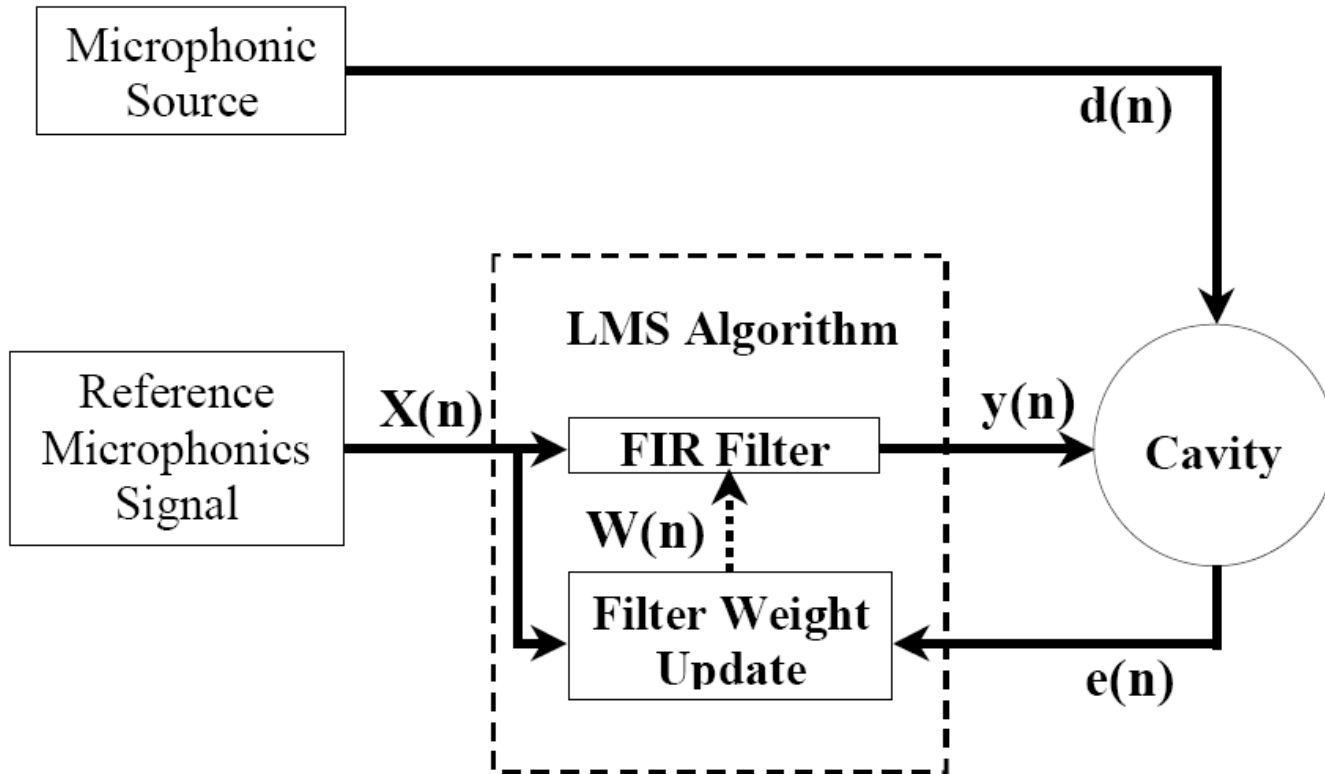 Microphonic
Source
d(n)
LMS Algorithm
Reference
Microphonics
Signal
X(n)
FIR Filter
y(n)
Cavity
W(n)
Filter Weight
Update
e(n)